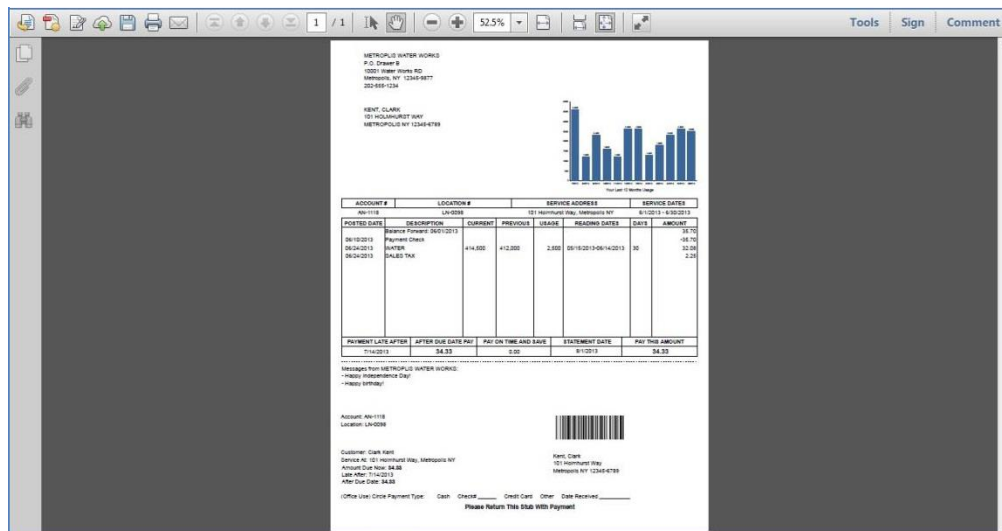 1 / 1
52.5%
Tools Sign Comment
METROPLIS WATER WORKS
P.O. Drawer B
10001 Water Works RD
Metropolis, NY 12345-9877
202-555-1234
KENT, CLARK
101 HOLMHURST WAY
METROPOLIS NY 12345-6789
Your Last 12 Months Usage
ACCOUNT # LOCATION # SERVICE ADDRESS SERVICE DATES
AN-1118 LN-0098 101 Holmhurst Way, Metropolis NY 6/1/2013 - 6/30/2013
POSTED DATE DESCRIPTION CURRENT PREVIOUS USAGE READING DATES DAYS AMOUNT
Balance Forward: 06/01/2013 35.70
06/10/2013 Payment Check -35.70
06/24/2013 WATER 414,500 412,000 2,500 05/15/2013-06/14/2013 30 32.08
06/24/2013 SALES TAX 2.25
PAYMENT LATE AFTER AFTER DUE DATE PAY PAY ON TIME AND SAVE STATEMENT DATE PAY THIS AMOUNT
7/14/2013 34.33 0.00 8/1/2013 34.33
Messages from METROPLIS WATER WORKS:
- Happy Independence Day!
- Happy birthday!
Account: AN-1118
Location: LN-0098
Customer: Clark Kent
Service At: 101 Holmhurst Way, Metropolis NY
Amount Due Now: 34.33
Late After: 7/14/2013
After Due Date: 34.33
Kent, Clark
101 Holmhurst Way
Metropolis NY 12345-6789
(Office Use) Circle Payment Type: Cash Check#_____ Credit Card Other Date Received_________
Please Return This Stub With Payment